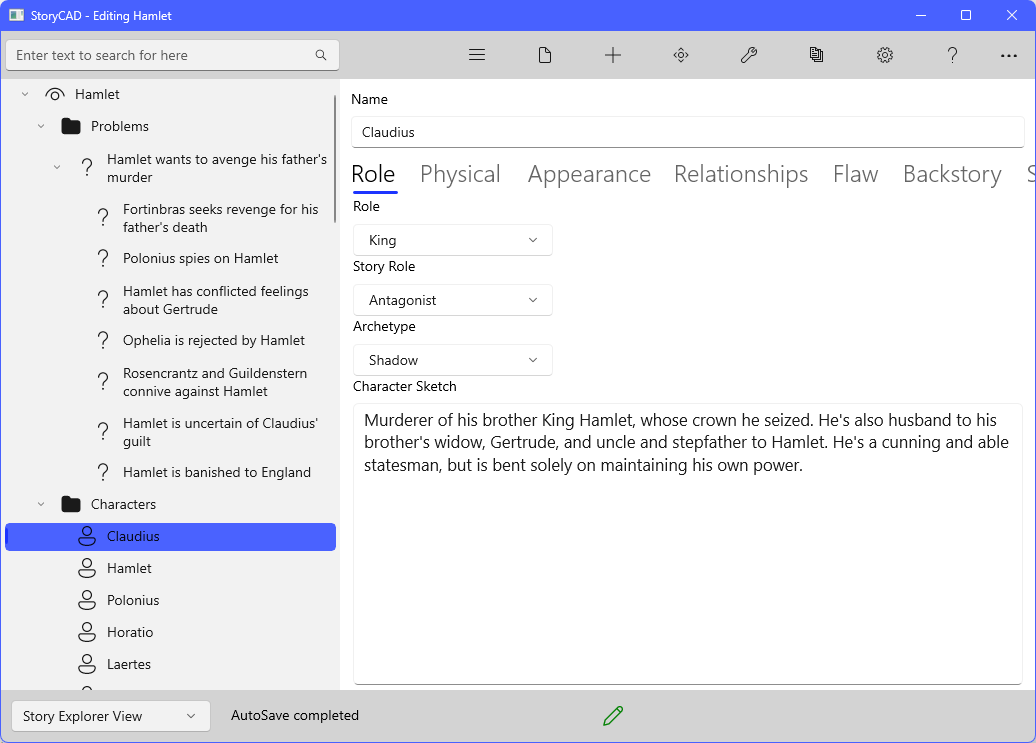 StoryCAD - Editing Hamlet
Enter text to search for here
Hamlet
Problems
Hamlet wants to avenge his father's
murder
Fortinbras seeks revenge for his
father's death
Polonius spies on Hamlet
Hamlet has conflicted feelings
about Gertrude
Ophelia is rejected by Hamlet
Rosencrantz and Guildenstern
connive against Hamlet
Hamlet is uncertain of Claudius'
guilt
Hamlet is banished to England
Characters
Claudius
Hamlet
Polonius
Horatio
Laertes
Name
Claudius
Role Physical Appearance Relationships Flaw Backstory
Role
King
Story Role
Antagonist
Archetype
Shadow
Character Sketch
Murderer of his brother King Hamlet, whose crown he seized. He's also husband to his
brother's widow, Gertrude, and uncle and stepfather to Hamlet. He's a cunning and able
statesman, but is bent solely on maintaining his own power.
Story Explorer View
AutoSave completed